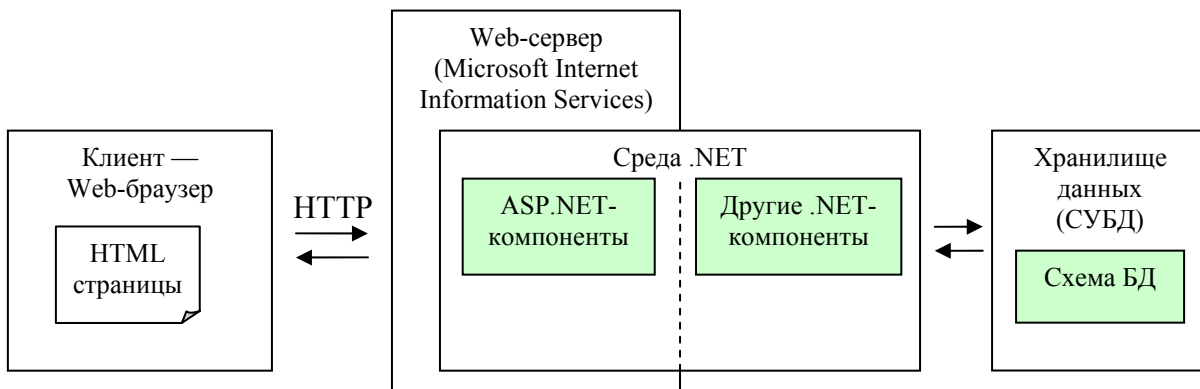 Web-сервер
(Microsoft Internet
Information Services)
Клиент —
Web-браузер
HTML
страницы
HTTP
Среда .NET
ASP.NET-
компоненты
Другие .NET-
компоненты
Хранилище
данных
(СУБД)
Схема БД